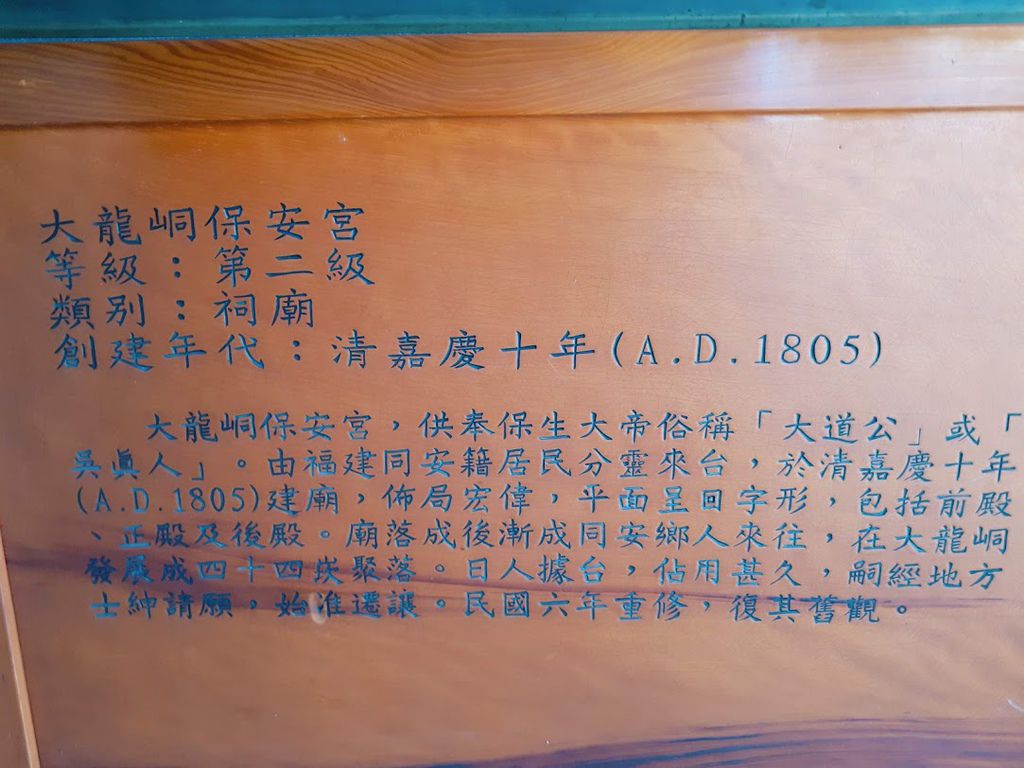 大龍峒保安宮
等級：第二級
類別：祠廟
創建年代：清嘉慶十年(A.D.1805)
大龍峒保安宮，供奉保生大帝俗稱「大道公」或「
吳眞人」。由福建同安籍居民分靈來台，於清嘉慶十年
(A.D.1805)建廟，佈局宏偉，平面呈回字形，包括前殿
、正殿及後殿。廟落成後漸成同安鄉人來往，在大龍峒
發展成四十四崁聚落。日人據台，佔用甚久，嗣經地方
士紳請願，始准遷讓。民國六年重修，復其舊觀。